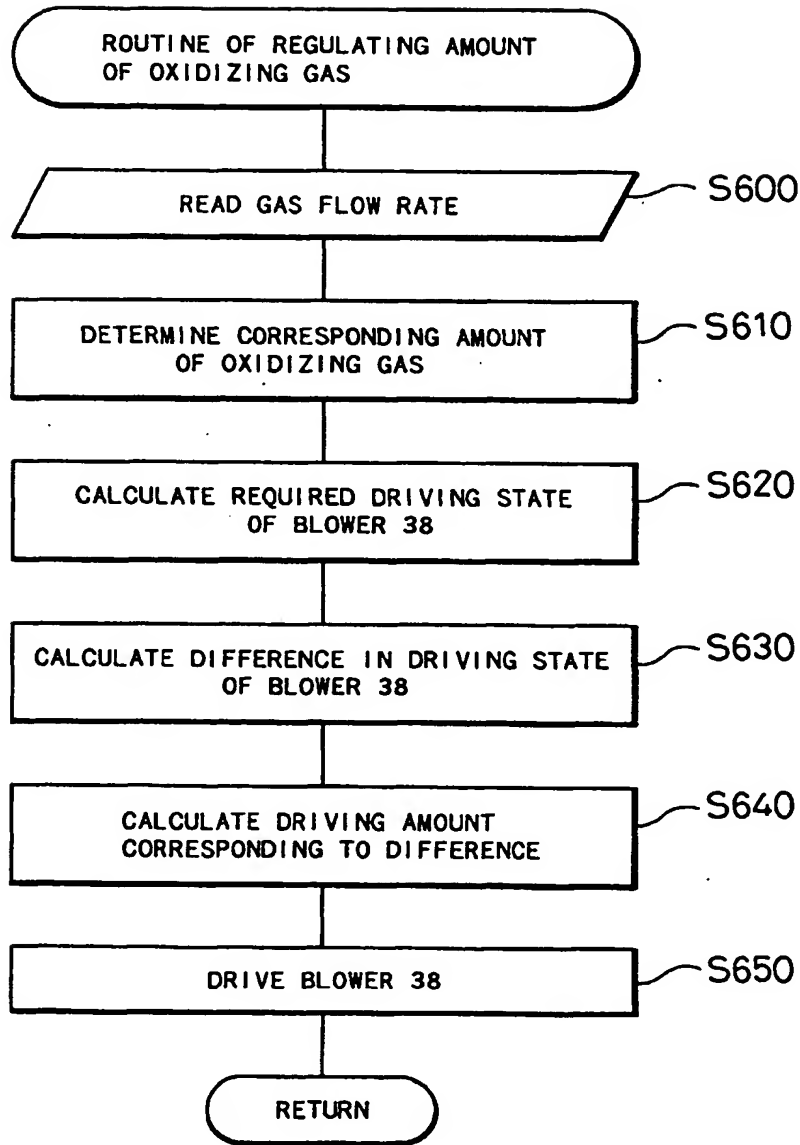 ROUTINE OF REGULATING AMOUNT
OF OXIDIZING GAS
READ GAS FLOW RATE
S600
DETERMINE CORRESPONDING AMOUNT
OF OXIDIZING GAS
S610
CALCULATE REQUIRED DRIVING STATE
OF BLOWER 38
S620
CALCULATE DIFFERENCE IN DRIVING STATE
OF BLOWER 38
S630
CALCULATE DRIVING AMOUNT
CORRESPONDING TO DIFFERENCE
S640
DRIVE BLOWER 38
S650
RETURN